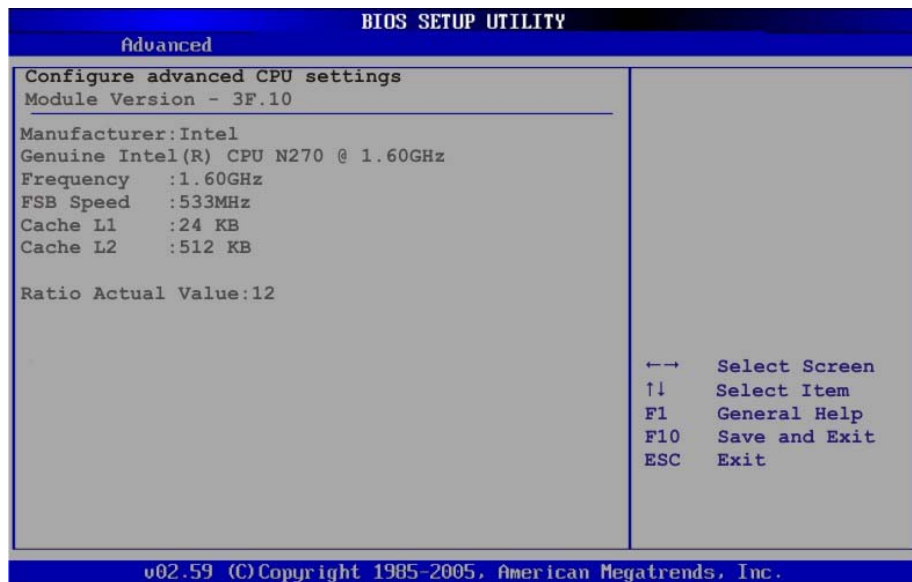 BIOS SETUP UTILITY
Advanced
Configure advanced CPU settings
Module Version - 3F.10
Manufacturer:Intel
Genuine Intel(R) CPU N270 @ 1.60GHz
Frequency :1.60GHz
FSB Speed :533MHz
Cache L1 :24 KB
Cache L2 :512 KB
Ratio Actual Value:12
←→ Select Screen
↑↓ Select Item
F1 General Help
F10 Save and Exit
ESC Exit
v02.59 (C)Copyright 1985-2005, American Megatrends, Inc.